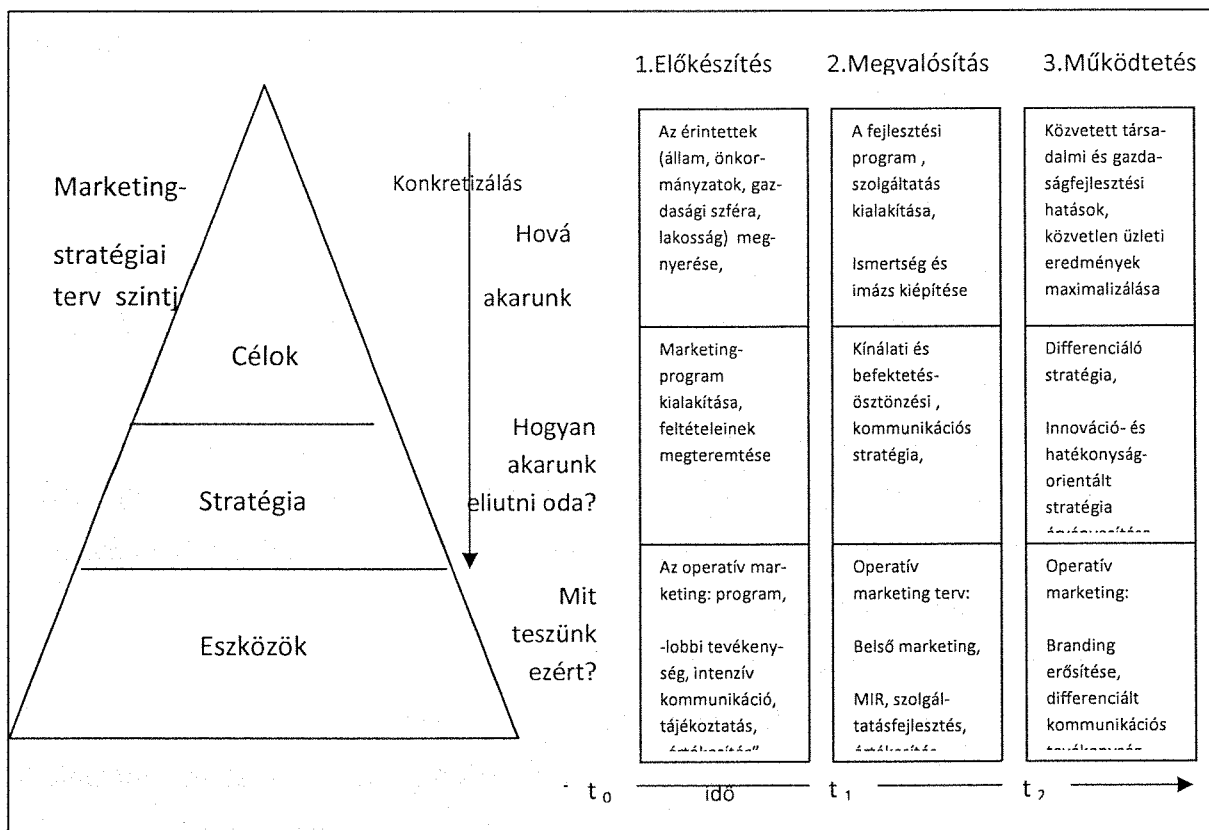 Marketing-
stratégiai
terv szintj
Célok
Stratégia
Eszközök
Konkretizálás
Hová
akarunk
Hogyan
akarunk
eliutni oda?
Mit
teszünk
ezért?
1.Előkészítés
Az érintettek
(állam, önkor-
mányzatok, gaz-
dasági szféra,
lakosság) meg-
nyerése,
Marketing-
program
kialakítása,
feltételeinek
megteremtése
Az operatív mar-
keting: program,
-lobbi tevékeny-
ség, intenzív
kommunikáció,
tájékoztatás,
2.Megvalósítás
A fejlesztési
program ,
szolgáltatás
kialakítása,
Ismertség és
imázs kiépítése
Kínálati és
befektetés-
ösztönzési ,
kommunikációs
stratégia,
Operatív
marketing terv:
Belső marketing,
MIR, szolgál-
tatásfejlesztés,
3.Működtetés
Közvetett társa-
dalmi és gazda-
ságfejlesztési
hatások,
közvetlen üzleti
eredmények
maximalizálása
Differenciáló
stratégia,
Innováció- és
hatékonyság-
orientált
stratégia
Operatív
marketing:
Branding
erősítése,
differenciált
kommunikációs
t₀ idő t₁ t₂